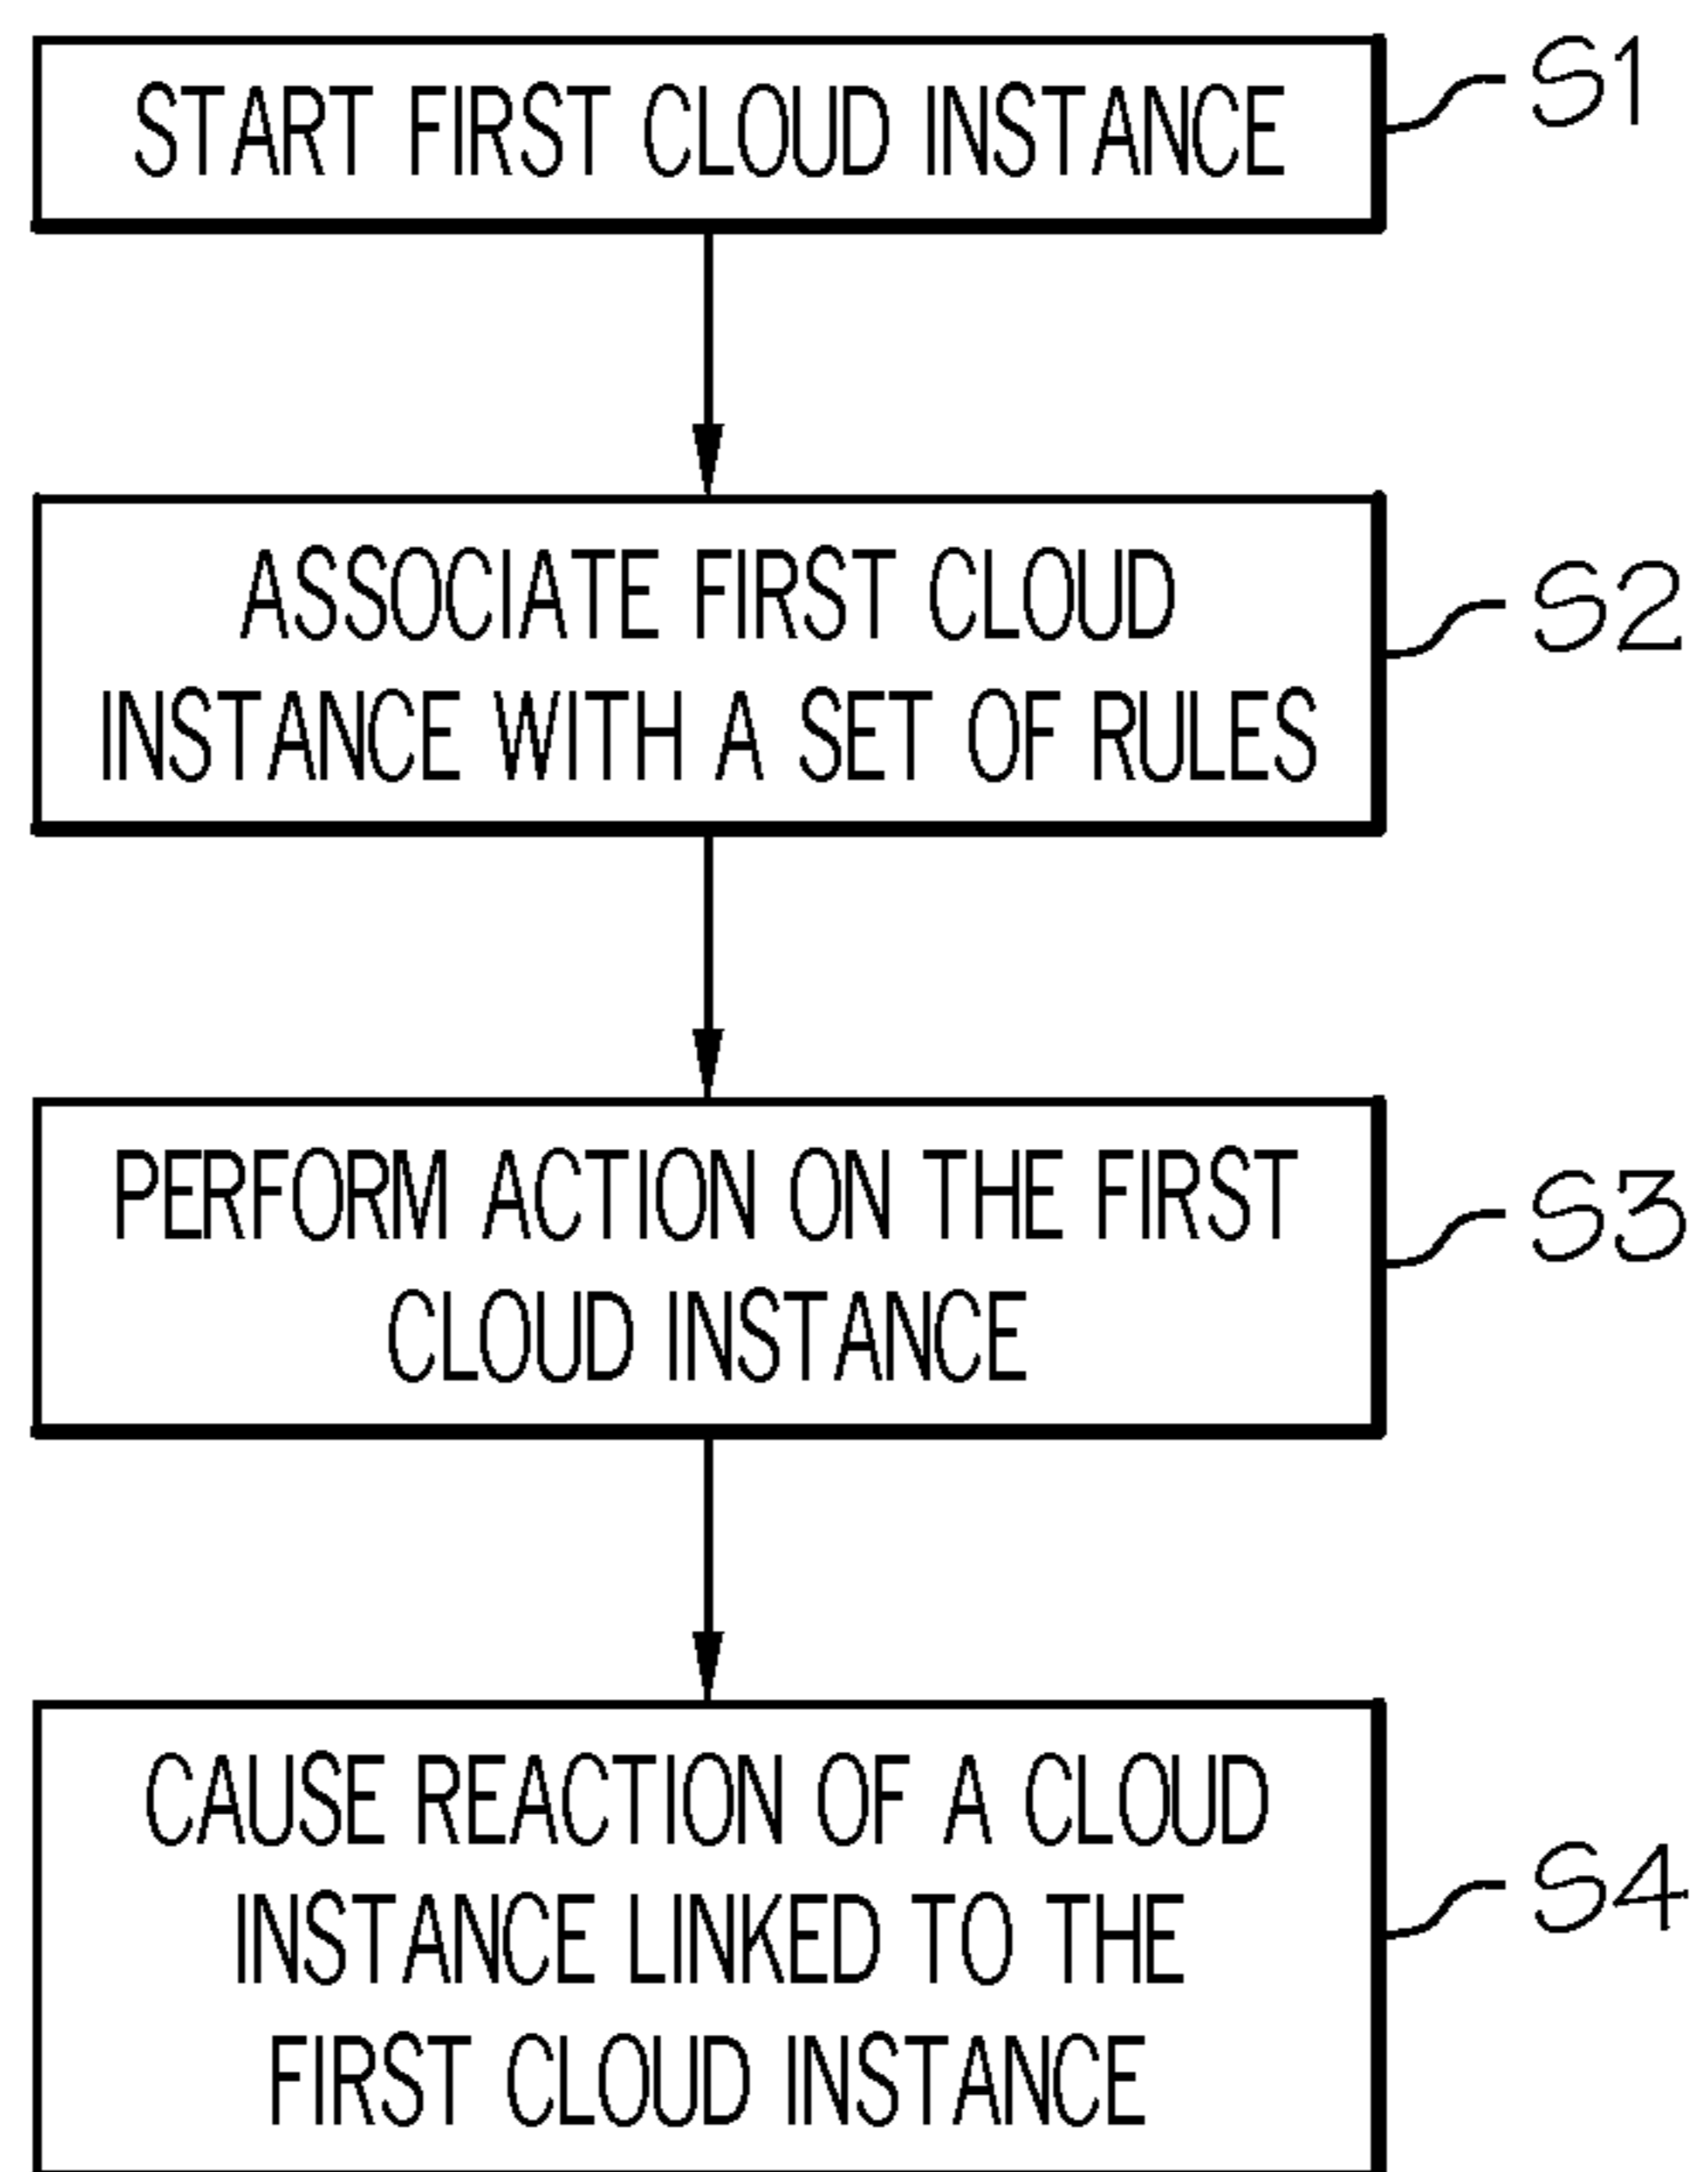 START FIRST CLOUD INSTANCE
S1
ASSOCIATE FIRST CLOUD
INSTANCE WITH A SET OF RULES
S2
PERFORM ACTION ON THE FIRST
CLOUD INSTANCE
S3
CAUSE REACTION OF A CLOUD
INSTANCE LINKED TO THE
FIRST CLOUD INSTANCE
S4